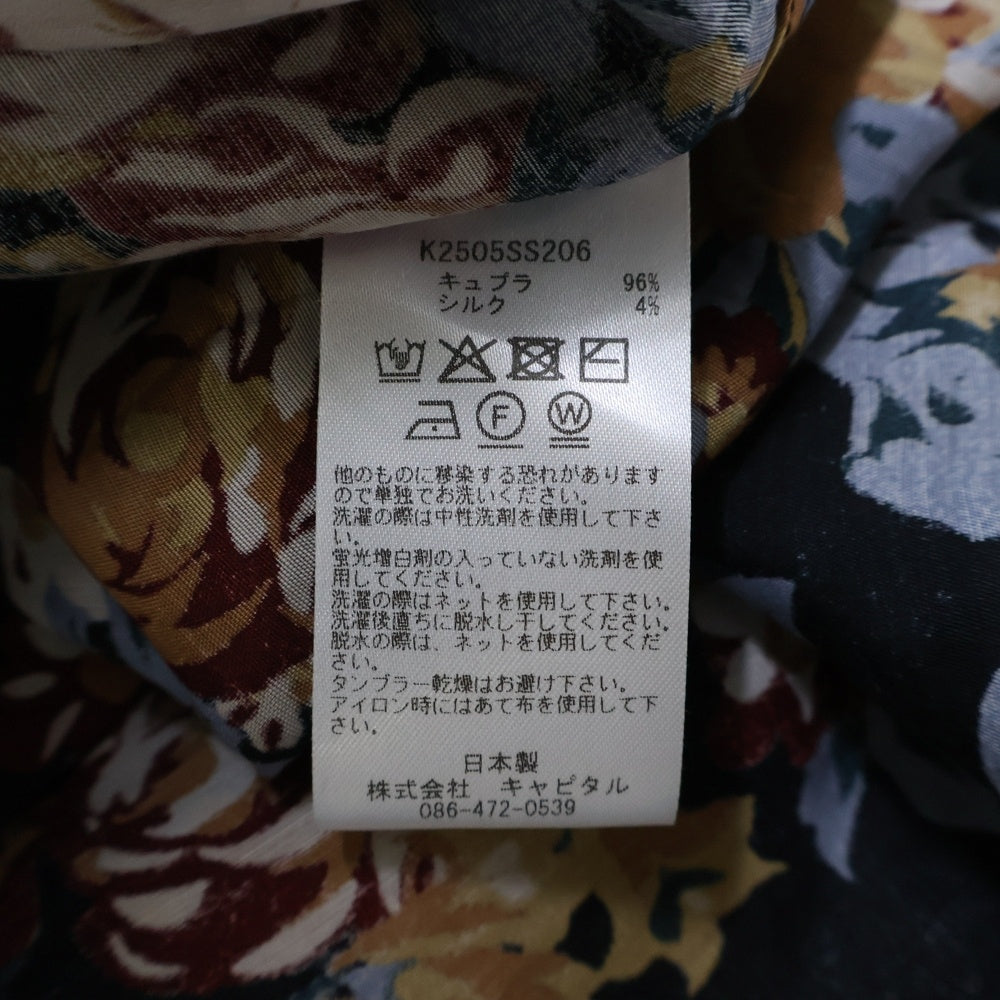 K2505SS206
キュプラ 96%
シルク 4%
F W
他のものに移染する恐れがあります
ので単独でお洗いください。
洗濯の際は中性洗剤を使用して下さ
い。
蛍光増白剤の入っていない洗剤を使
用してください。
洗濯の際はネットを使用して下さい。
洗濯後直ちに脱水し干してください。
脱水の際は、ネットを使用してくだ
さい。
タンブラー乾燥はお避け下さい。
アイロン時にはあて布を使用して下
さい。
日本製
株式会社 キャピタル
086-472-0539